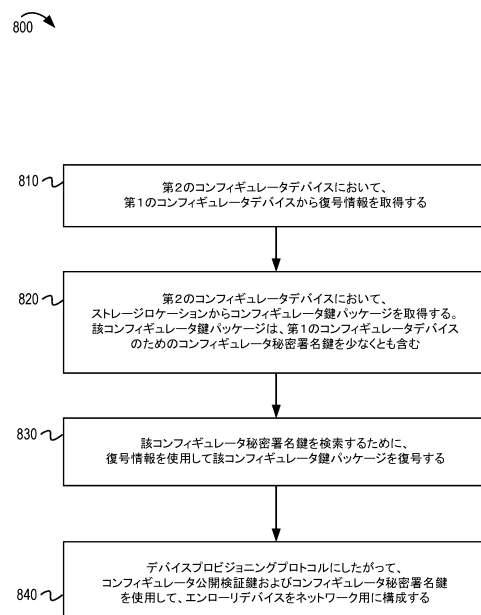 800
810
第2のコンフィギュレータデバイスにおいて、
第1のコンフィギュレータデバイスから復号情報を取得する
820
第2のコンフィギュレータデバイスにおいて、
ストレージロケーションからコンフィギュレータ鍵パッケージを取得する。
該コンフィギュレータ鍵パッケージは、第1のコンフィギュレータデバイス
のためのコンフィギュレータ秘密署名鍵を少なくとも含む
830
該コンフィギュレータ秘密署名鍵を検索するために、
復号情報を使用して該コンフィギュレータ鍵パッケージを復号する
840
デバイスプロビジョニングプロトコルにしたがって、
コンフィギュレータ公開検証鍵およびコンフィギュレータ秘密署名鍵
を使用して、エンローリデバイスをネットワーク用に構成する